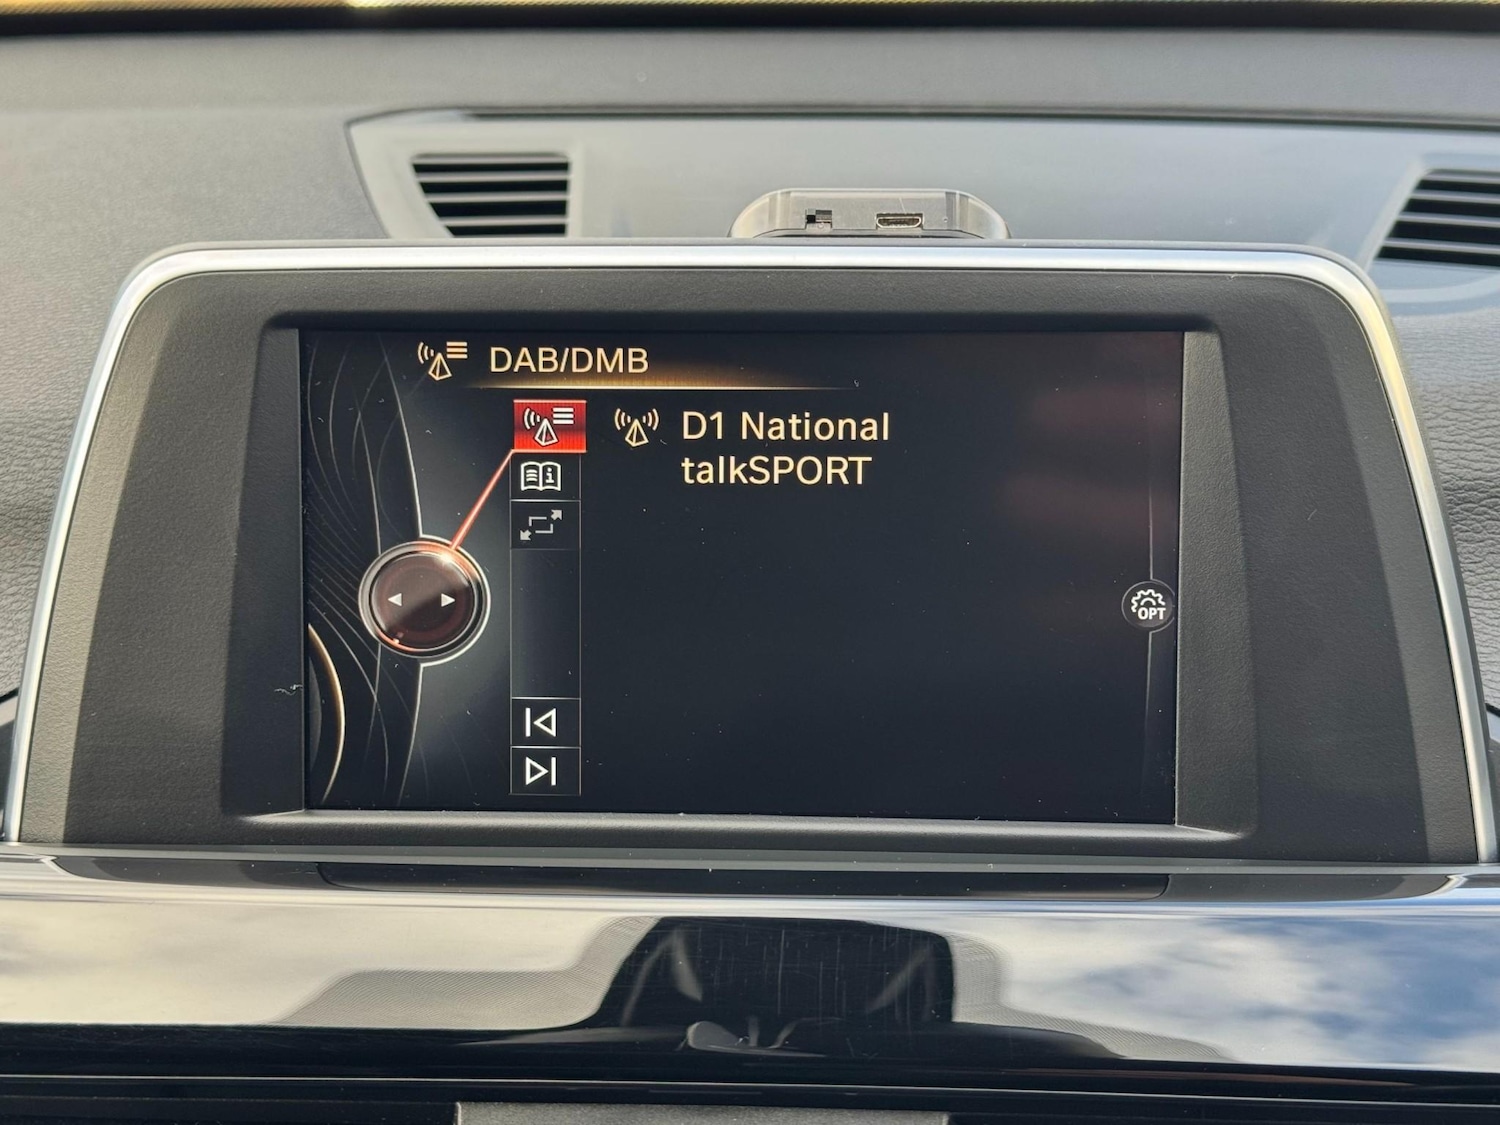 DAB/DMB
D1 National
talkSPORT
OPT